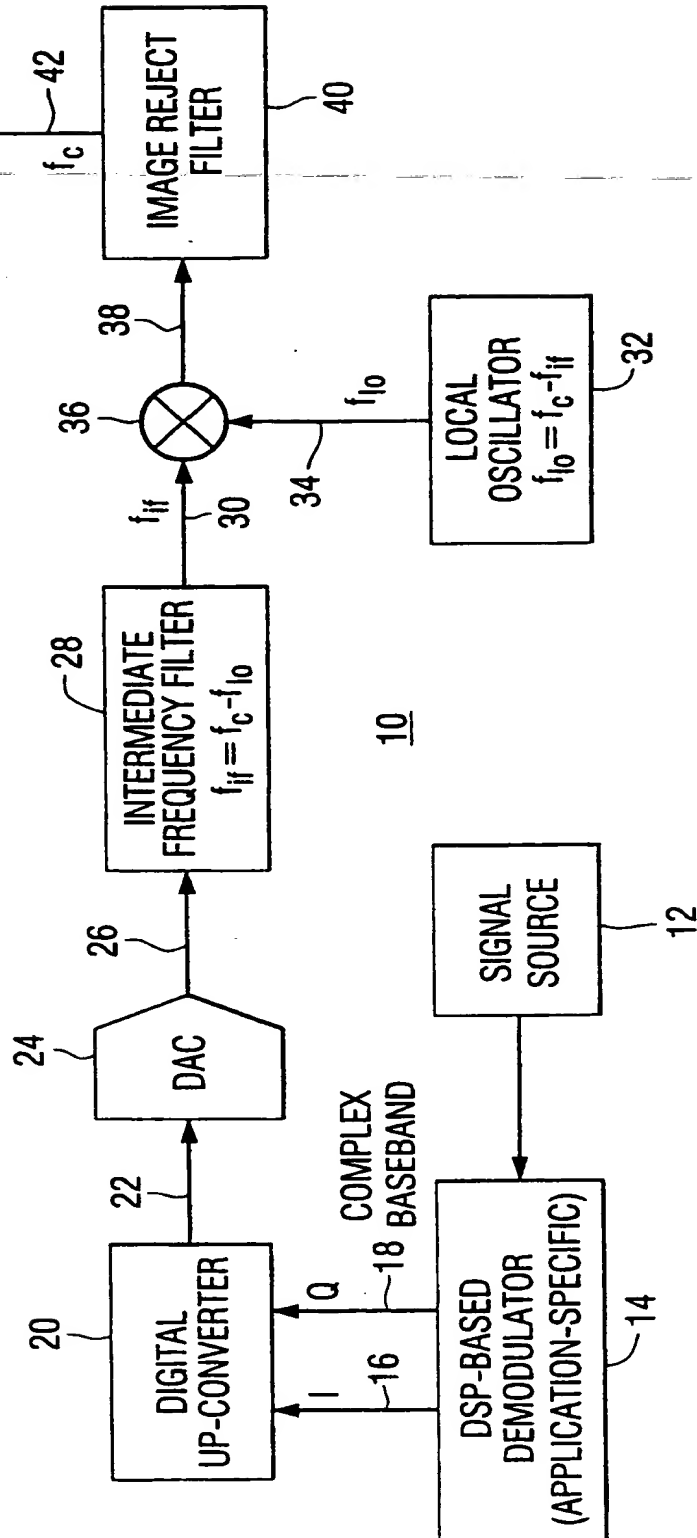 42
f_c
IMAGE REJECT
FILTER
40
38
36
f_if
30
34
f_lo
LOCAL
OSCILLATOR
f_lo = f_c - f_if
32
28
INTERMEDIATE
FREQUENCY FILTER
f_if = f_c - f_lo
26
24
DAC
22
20
DIGITAL
UP-CONVERTER
I
16
Q
18
COMPLEX
BASEBAND
DSP-BASED
DEMODULATOR
(APPLICATION-SPECIFIC)
14
SIGNAL
SOURCE
12
10